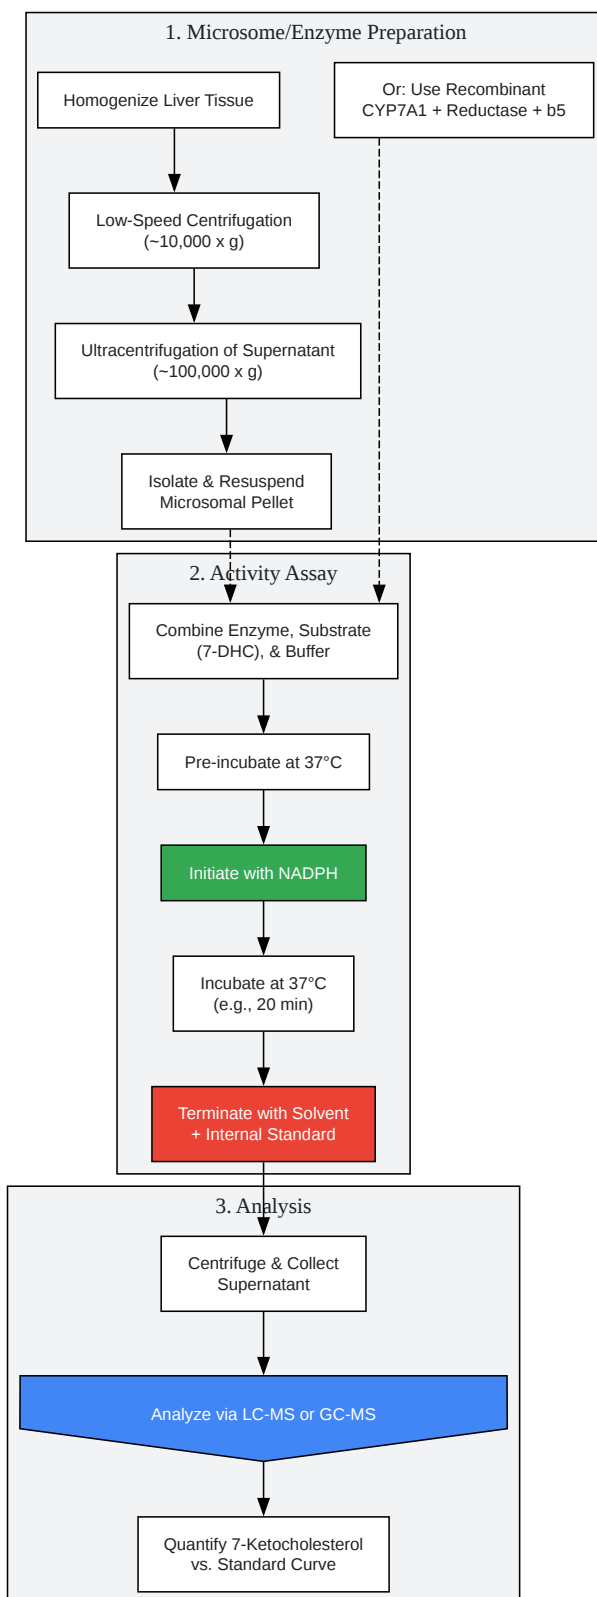 1. Microsome/Enzyme Preparation
Homogenize Liver Tissue
Or: Use Recombinant
CYP7A1 + Reductase + b5
Low-Speed Centrifugation
(~10,000 x g)
Ultracentrifugation of Supernatant
(~100,000 x g)
Isolate & Resuspend
Microsomal Pellet
2. Activity Assay
Combine Enzyme, Substrate
(7-DHC), & Buffer
Pre-incubate at 37°C
Initiate with NADPH
Incubate at 37°C
(e.g., 20 min)
Terminate with Solvent
+ Internal Standard
3. Analysis
Centrifuge & Collect
Supernatant
Analyze via LC-MS or GC-MS
Quantify 7-Ketocholesterol
vs. Standard Curve